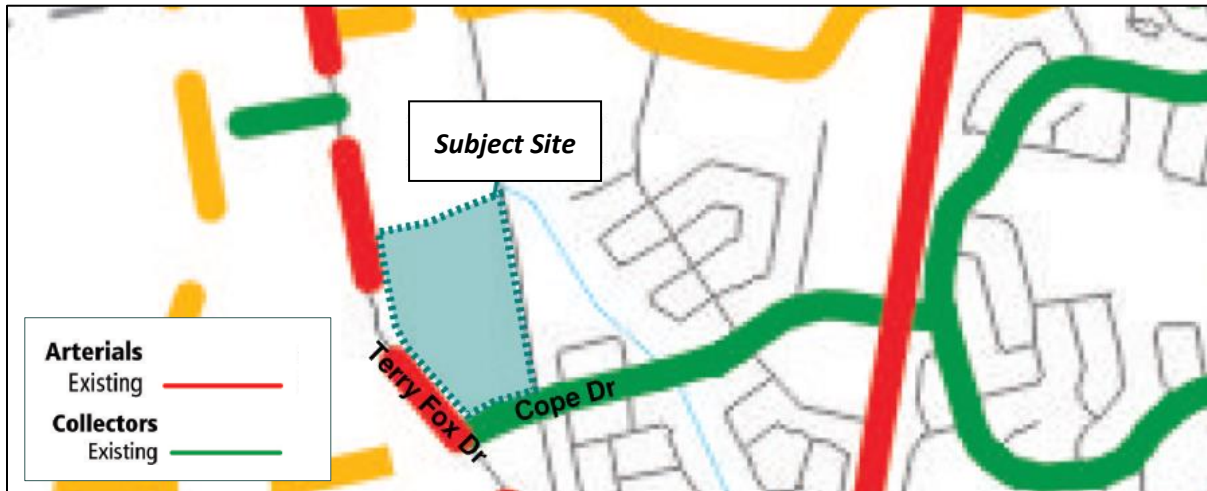 Subject Site
Arterials
Existing
Collectors
Existing
Terry Fox Dr
Cope Dr